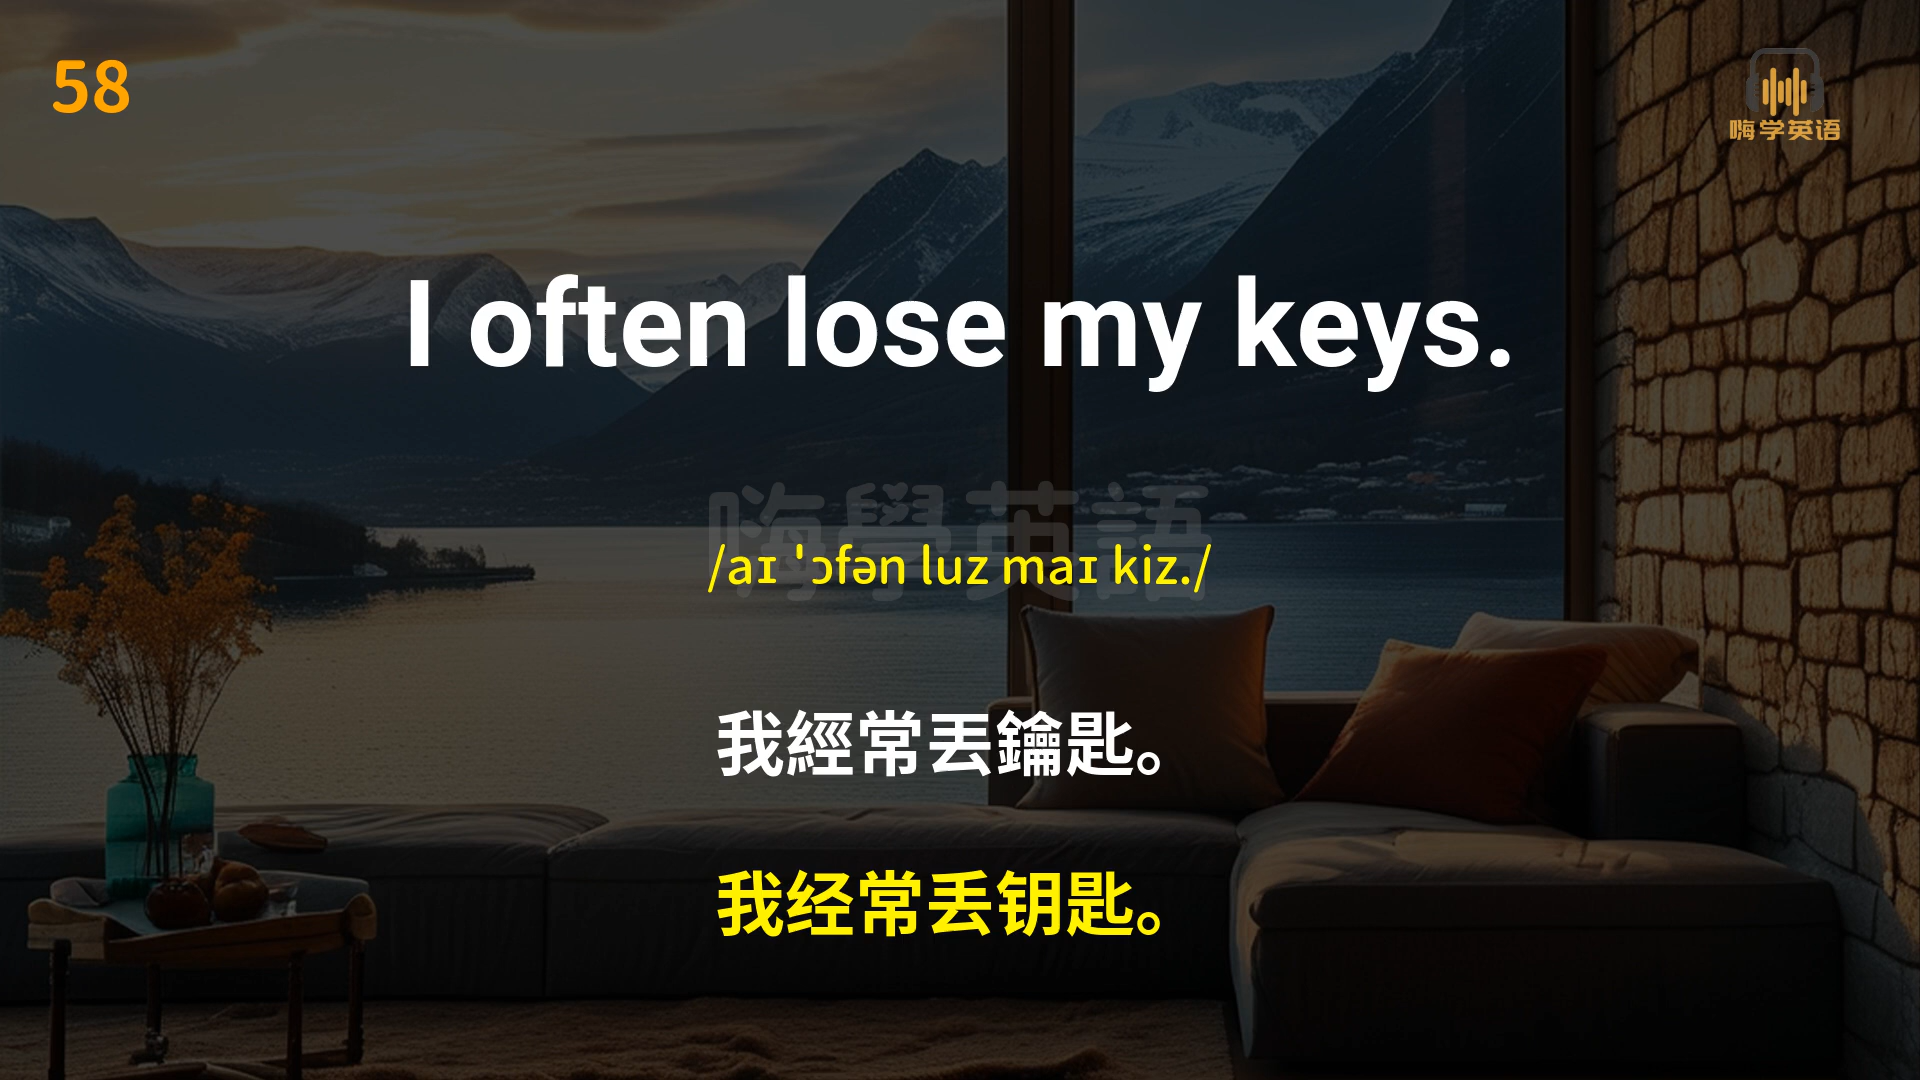 58
嗨学英语
I often lose my keys.
嗨學英語
/aɪ ˈɔfən luz maɪ kiz./
我經常丟鑰匙。
我经常丢钥匙。